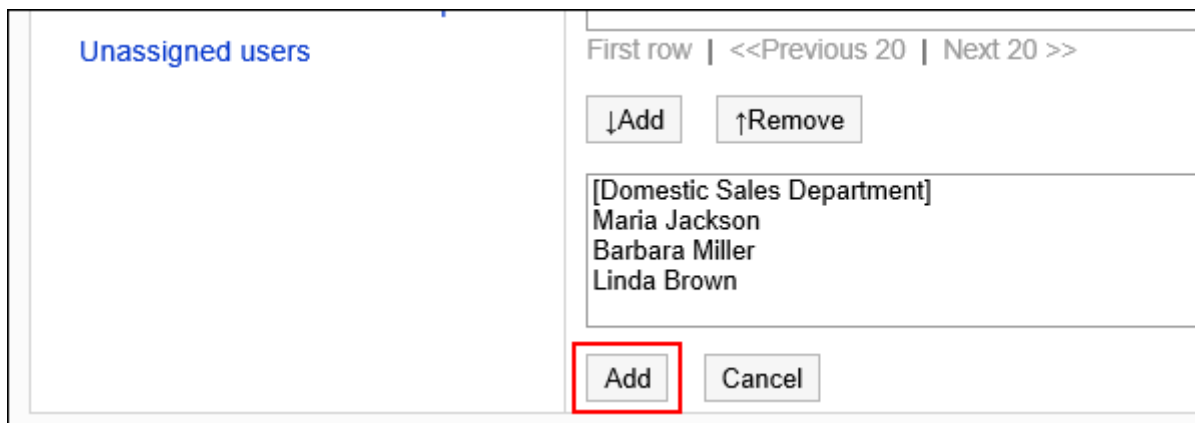 Unassigned users
First row | <<Previous 20 | Next 20 >>
↓Add ↑Remove
[Domestic Sales Department]
Maria Jackson
Barbara Miller
Linda Brown
Add Cancel